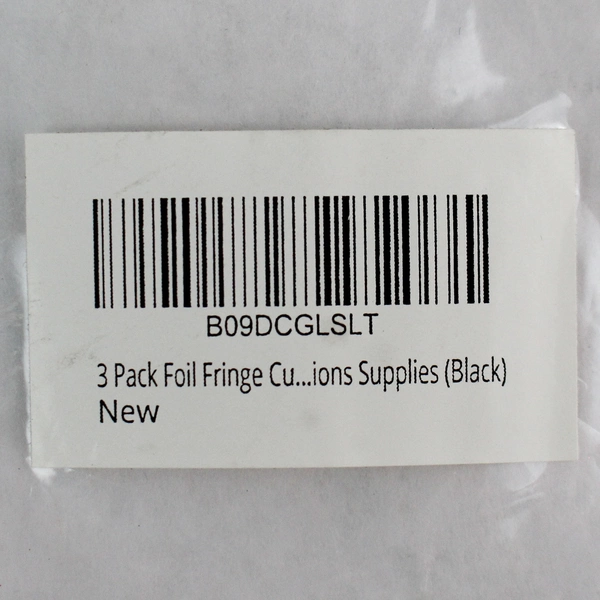 B09DCGLSLT
3 Pack Foil Fringe Cu...ions Supplies (Black)
New